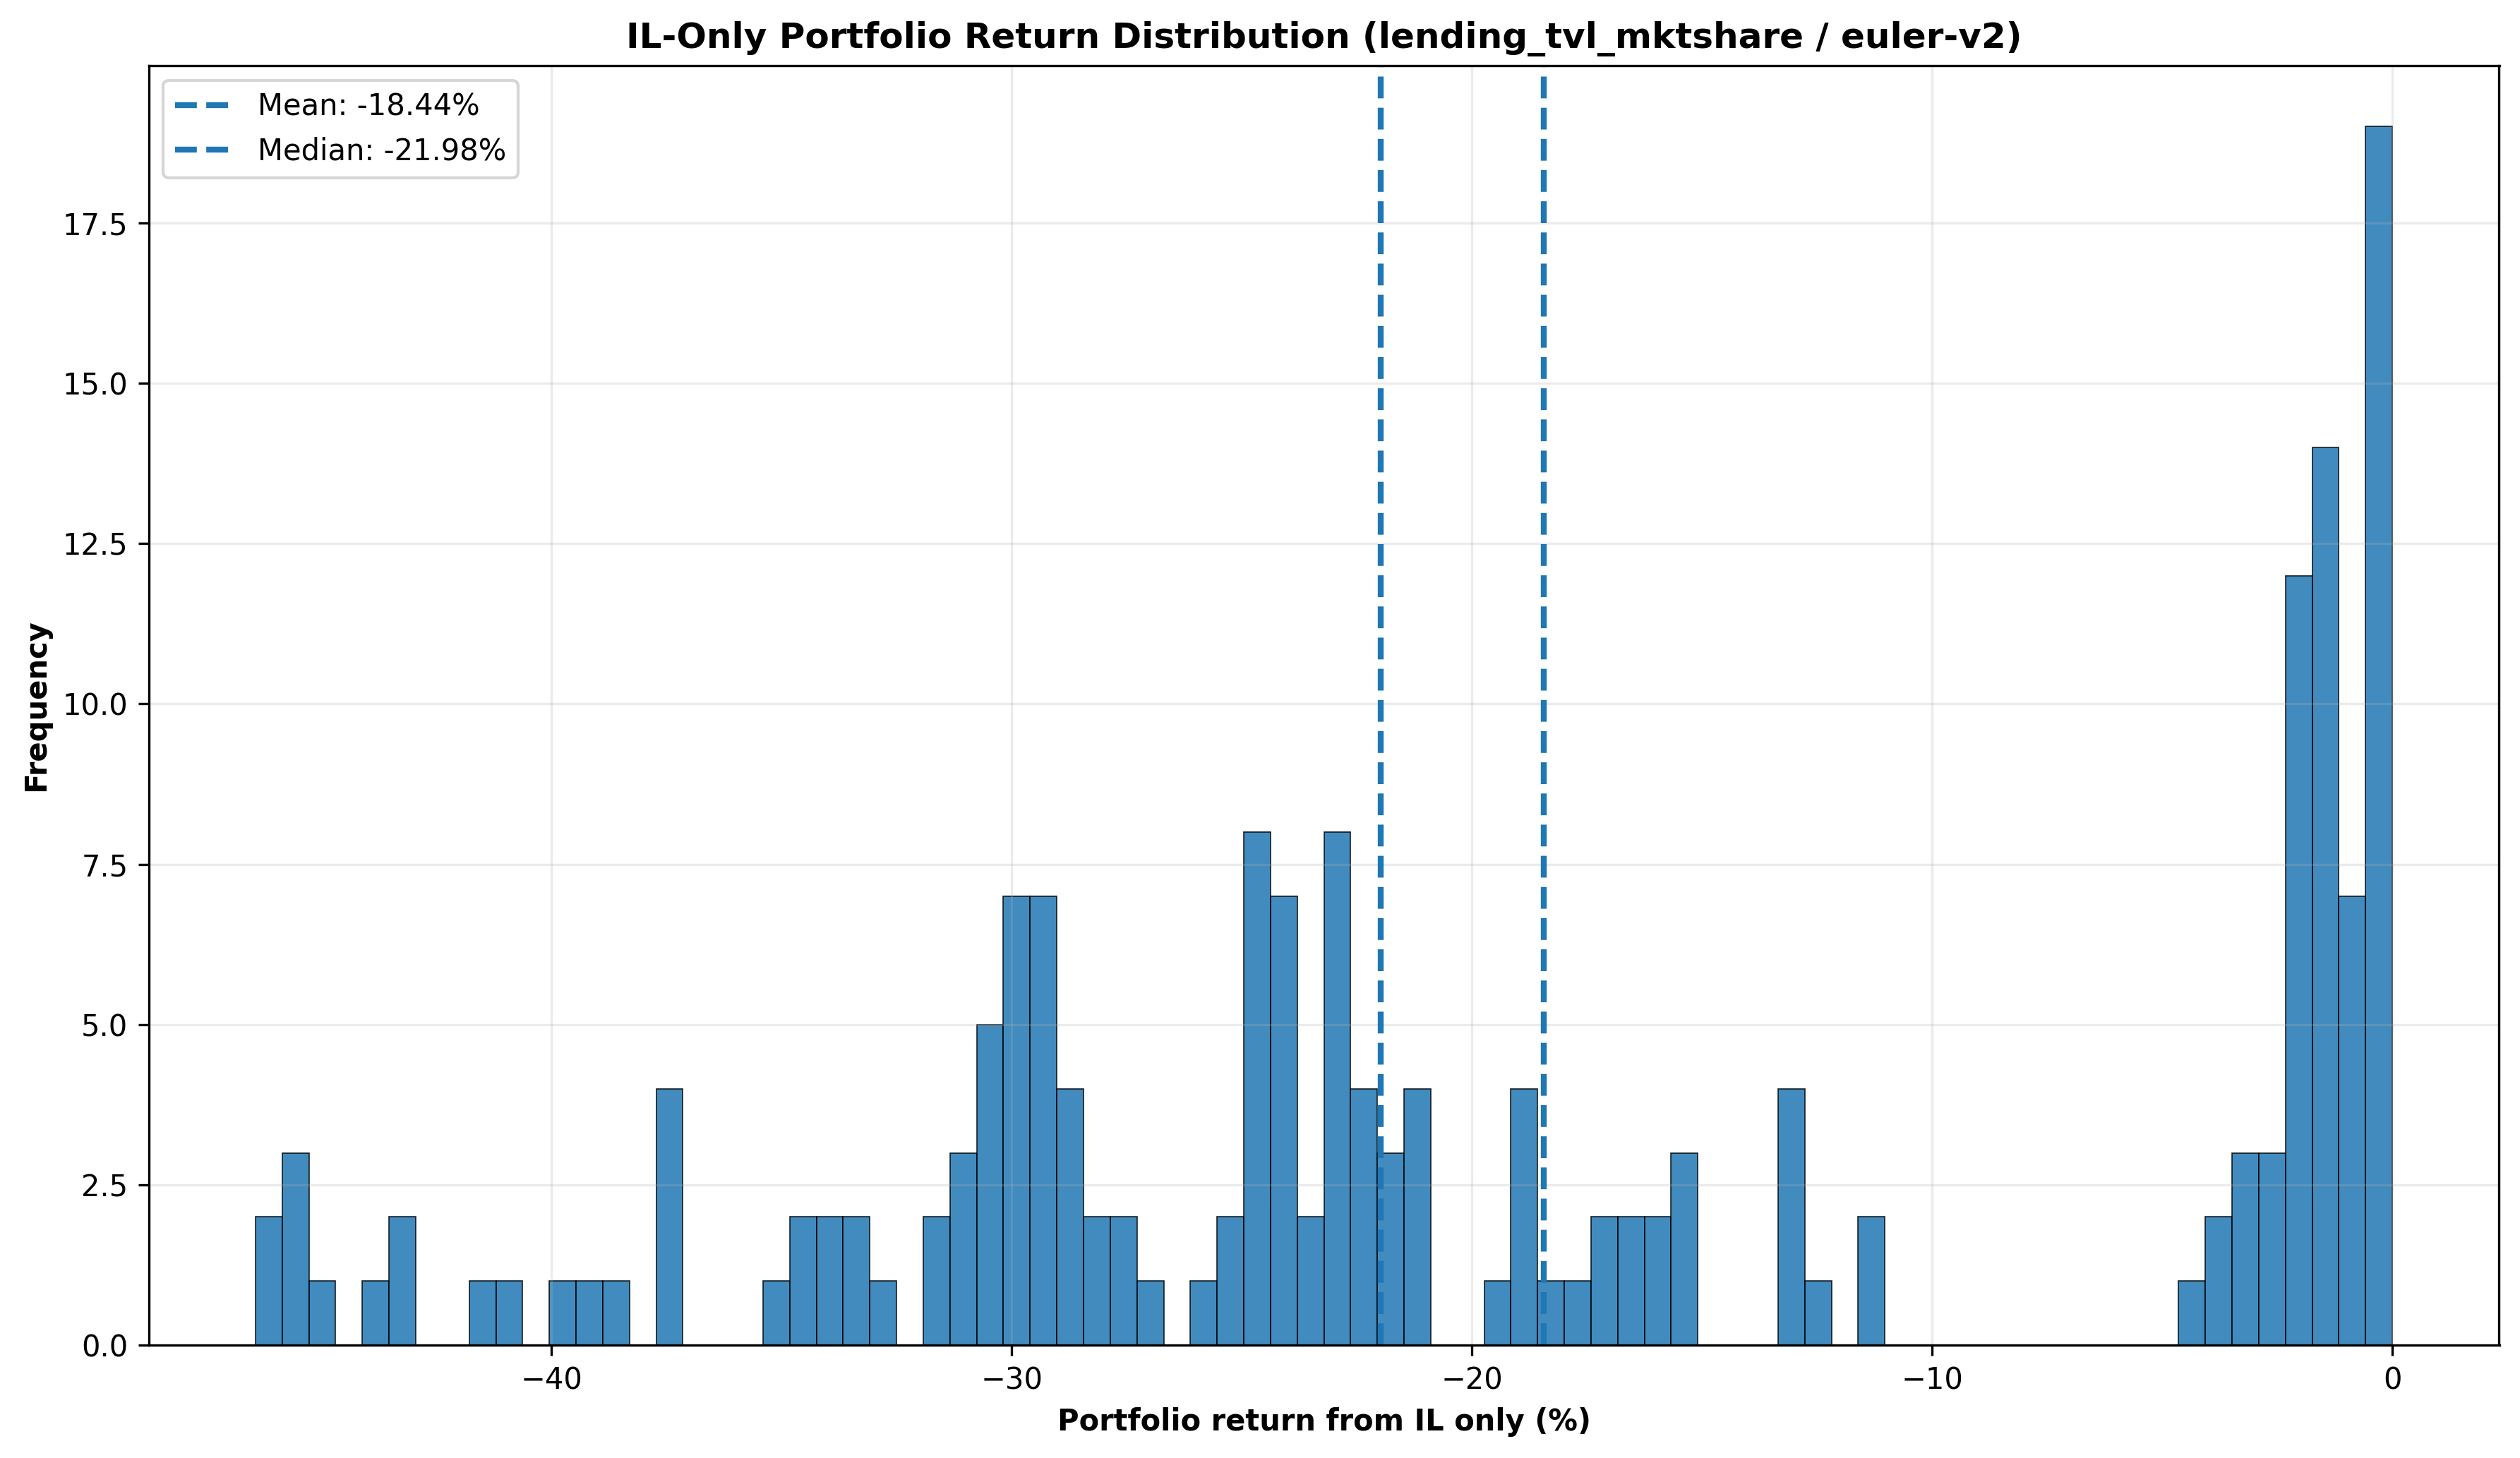 IL-Only Portfolio Return Distribution (lending_tvl_mktshare / euler-v2)
Mean: -18.44%
Median: -21.98%
17.5
15.0
12.5
10.0
7.5
5.0
2.5
0.0
Frequency
−40 −30 −20 −10 0
Portfolio return from IL only (%)